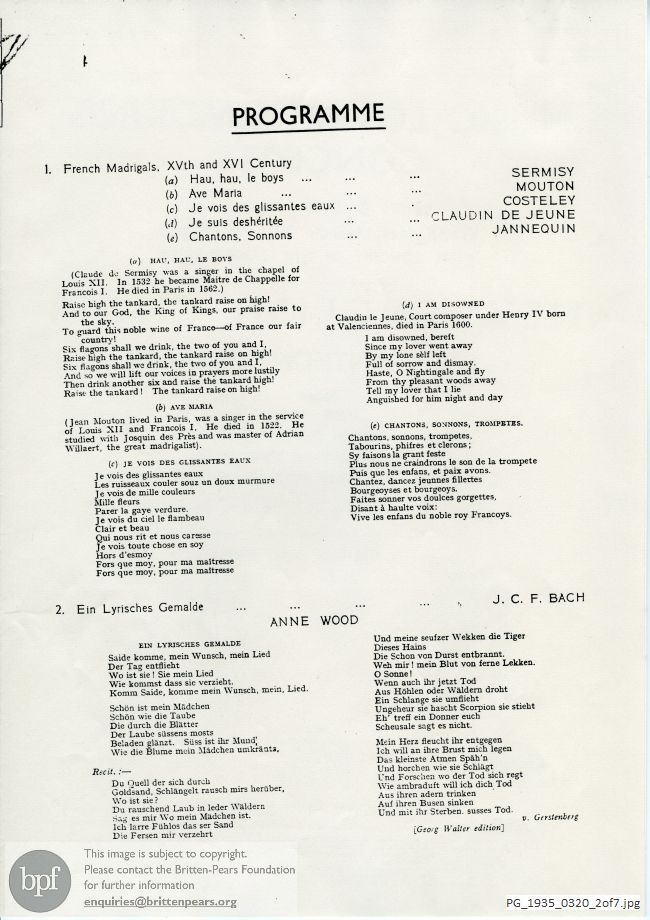 PROGRAMME
1. French Madrigals, XVth and XVI Century
(a) Hau, hau, le boys ... ... ... SERMISY
(b) Ave Maria ... ... ... MOUTON
(c) Je vois des glissantes eaux ... . COSTELEY
(d) Je suis deshéritée ... ... CLAUDIN DE JEUNE
(e) Chantons, Sonnons ... ... JANNEQUIN
(a) HAU, HAU, LE BOYS
(Claude de Sermisy was a singer in the chapel of
Louis XII. In 1532 he became Maitre de Chappelle for
Francois I. He died in Paris in 1562.)
Raise high the tankard, the tankard raise on high!
And to our God, the King of Kings, our praise raise to
the sky.
To guard this noble wine of France—of France our fair
country!
Six flagons shall we drink, the two of you and I,
Raise high the tankard, the tankard raise on high!
Six flagons shall we drink, the two of you and I,
And so we will lift our voices in prayers more lustily
Then drink another six and raise the tankard high!
Raise the tankard! The tankard raise on high!
(b) AVE MARIA
(Jean Mouton lived in Paris, was a singer in the service
of Louis XII and Francois I. He died in 1522. He
studied with Josquin des Près and was master of Adrian
Willaert, the great madrigalist).
(c) JE VOIS DES GLISSANTES EAUX
Je vois des glissantes eaux
Les ruisseaux couler souz un doux murmure
Je vois de mille couleurs
Mille fleurs
Parer la gaye verdure.
Je vois du ciel le flambeau
Clair et beau
Qui nous rit et nous caresse
Je vois toute chose en soy
Hors d'esmoy
Fors que moy, pour ma maîtresse
Fors que moy, pour ma maîtresse
(d) I AM DISOWNED
Claudin le Jeune, Court composer under Henry IV born
at Valenciennes, died in Paris 1600.
I am disowned, bereft
Since my lover went away
By my lone self left
Full of sorrow and dismay.
Haste, O Nightingale and fly
From thy pleasant woods away
Tell my lover that I lie
Anguished for him night and day
(e) CHANTONS, SONNONS, TROMPETES.
Chantons, sonnons, trompetes,
Tabourins, phifres et clerons;
Sy faisons la grant feste
Plus nous ne craindrons le son de la trompete
Puis que les enfans, et paix avons.
Chantez, dancez jeunnes fillettes
Bourgeoyses et bourgeoys.
Faites sonner vos doulces gorgettes,
Disant à haulte voix:
Vive les enfans du noble roy Francoys.
2. Ein Lyrisches Gemalde ... ... ... ... J. C. F. BACH
ANNE WOOD
EIN LYRISCHES GEMALDE
Saide komme, mein Wunsch, mein Lied
Der Tag entflieht
Wo ist sie! Sie mein Lied
Wie kommst dass sie verzieht.
Komm Saide, komme mein Wunsch, mein, Lied.
Schön ist mein Mädchen
Schön wie die Taube
Die durch die Blätter
Der Laube süssens mosts
Beladen glänzt. Süss ist ihr Mund,
Wie die Blume mein Mädchen umkränts,
Recit. :—
Du Quell der sich durch
Goldsand, Schlängelt rausch mirs herüber,
Wo ist sie?
Du rauschend Laub in leder Wäldern
Sag es mir Wo mein Mädchen ist.
Ich larre Fühlos das ser Sand
Die Fersen mir verzehrt
Und meine seufzer Wekken die Tiger
Dieses Hains
Die Schon von Durst entbrannt.
Weh mir! mein Blut von ferne Lekken.
O Sonne!
Wenn auch ihr jetzt Tod
Aus Höhlen oder Wäldern droht
Ein Schlange sie umflieht
Ungeheur sie hascht Scorpion sie stieht
Eh' treff ein Donner euch
Scheusale sagt es nicht.
Mein Herz fleucht ihr entgegen
Ich will an ihre Brust mich legen
Das kleinste Atmen Späh'n
Und horchen wie sie Schlägt
Und Forschen wo der Tod sich regt
Wie ambraduft will ich dich Tod
Aus ihren adern trinken
Auf ihren Busen sinken
Und mit ihr Sterben. susses Tod.
v. Gerstenberg
[Georg Walter edition]
bpf
This image is subject to copyright.
Please contact the Britten-Pears Foundation
for further information
enquiries@brittenpears.org
PG_1935_0320_2of7.jpg